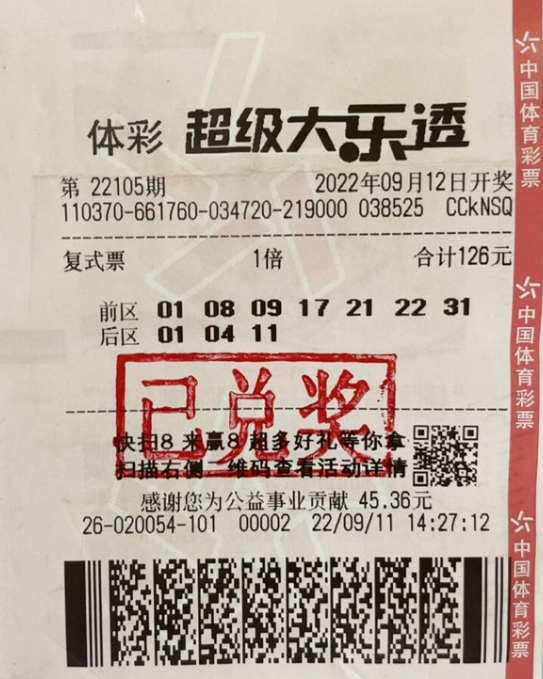 体彩 超级大乐透
第 22105期 2022年09月12日开奖
110370-661760-034720-219000 038525 CCkNSQ
复式票 1倍 合计126元
前区 01 08 09 17 21 22 31
后区 01 04 11
已兑奖
快扫8 来赢8 超多好礼等你拿
扫描右侧二维码查看活动详情
感谢您为公益事业贡献 45.36元
26-020054-101 00002 22/09/11 14:27:12
中国体育彩票
中国体育彩票
中国体育彩票